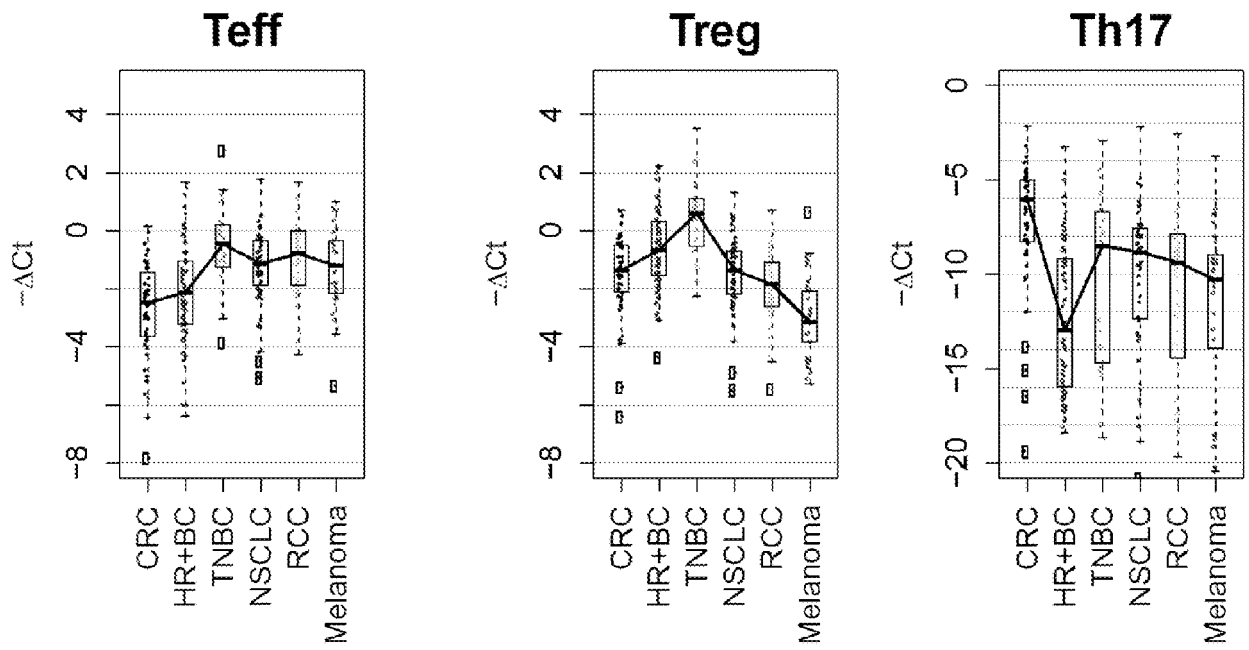 Teff
Treg
Th17
−ΔCt
4
2
0
−4
−8
CRC
HR+BC
TNBC
NSCLC
RCC
Melanoma
−ΔCt
4
2
0
−4
−8
CRC
HR+BC
TNBC
NSCLC
RCC
Melanoma
−ΔCt
0
−5
−10
−15
−20
CRC
HR+BC
TNBC
NSCLC
RCC
Melanoma